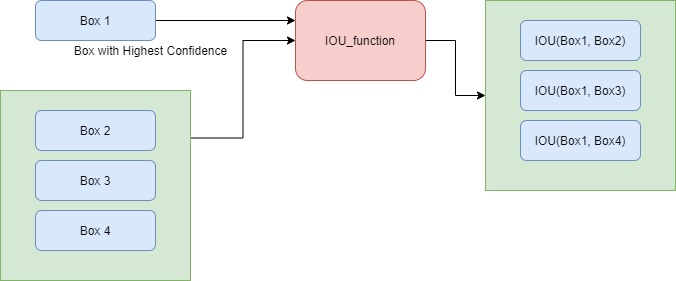 Box 1
Box with Highest Confidence
IOU_function
Box 2
Box 3
Box 4
IOU(Box1, Box2)
IOU(Box1, Box3)
IOU(Box1, Box4)